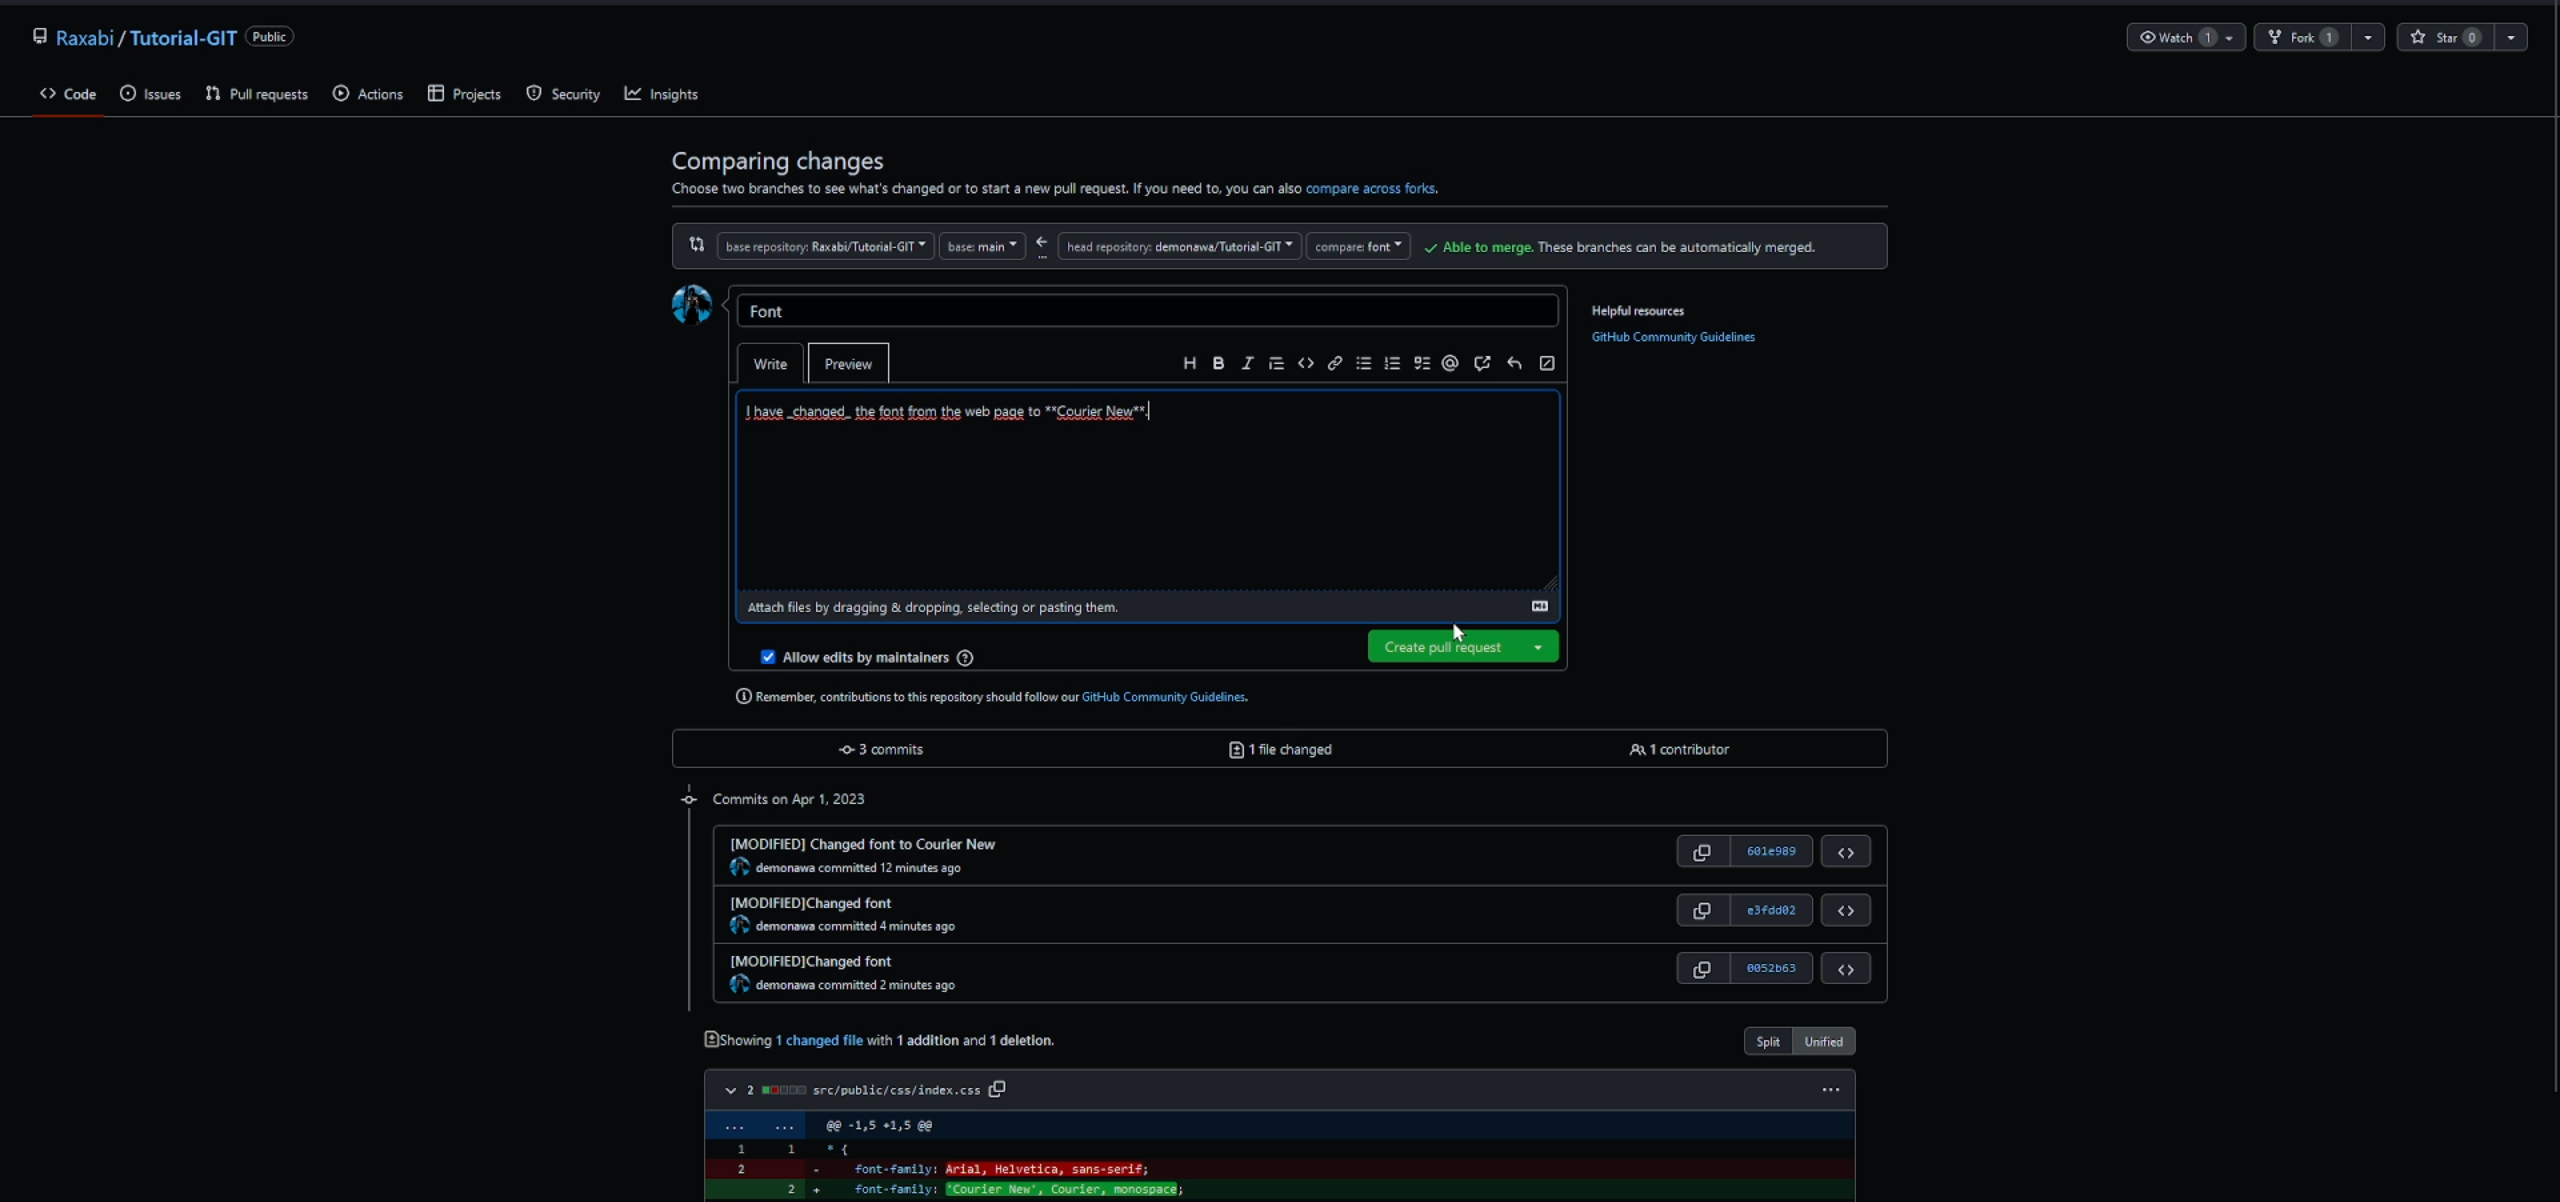 Raxabi / Tutorial-GIT Public
Watch 1 Fork 1 Star 0
<> Code Issues Pull requests Actions Projects Security Insights
Comparing changes
Choose two branches to see what's changed or to start a new pull request. If you need to, you can also compare across forks.
base repository: Raxabi/Tutorial-GIT base: main ← ... head repository: demonawa/Tutorial-GIT compare: font ✓ Able to merge. These branches can be automatically merged.
Font
Helpful resources
GitHub Community Guidelines
Write Preview H B I
I have _changed_ the font from the web page to **Courier New**.
Attach files by dragging & dropping, selecting or pasting them.
Allow edits by maintainers
Create pull request
Remember, contributions to this repository should follow our GitHub Community Guidelines.
3 commits 1 file changed 1 contributor
Commits on Apr 1, 2023
[MODIFIED] Changed font to Courier New
demonawa committed 12 minutes ago
601e989
[MODIFIED]Changed font
demonawa committed 4 minutes ago
e3fdd02
[MODIFIED]Changed font
demonawa committed 2 minutes ago
0052b63
Showing 1 changed file with 1 addition and 1 deletion.
Split Unified
2 src/public/css/index.css ...
... ... @@ -1,5 +1,5 @@
1 1 * {
2 - font-family: Arial, Helvetica, sans-serif;
2 + font-family: 'Courier New', Courier, monospace;